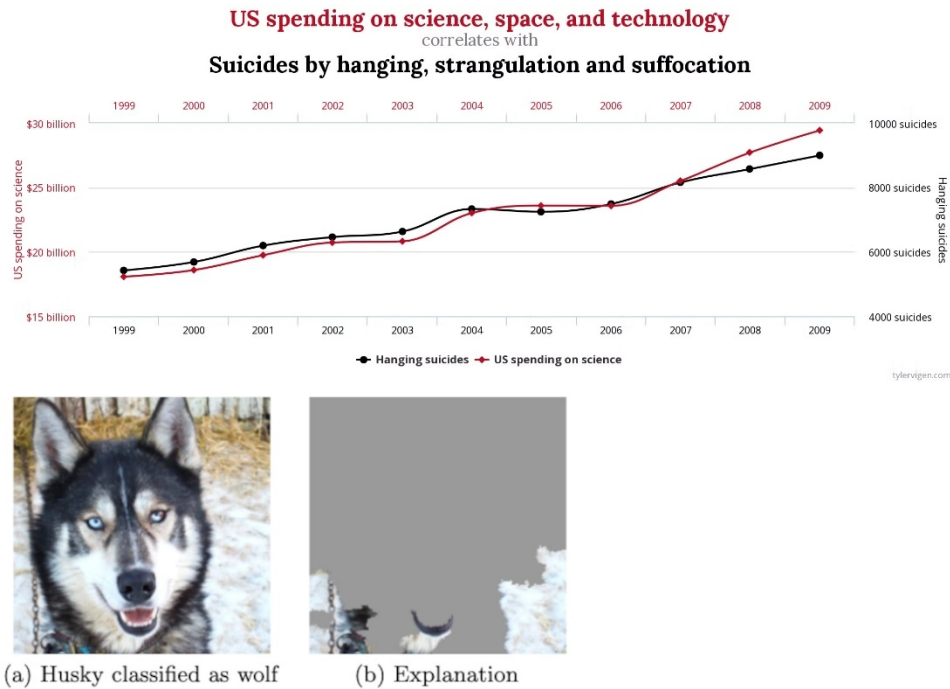 US spending on science, space, and technology
correlates with
Suicides by hanging, strangulation and suffocation
1999 2000 2001 2002 2003 2004 2005 2006 2007 2008 2009
$30 billion 10000 suicides
US spending on science
$25 billion 8000 suicides
Hanging suicides
$20 billion 6000 suicides
$15 billion 4000 suicides
1999 2000 2001 2002 2003 2004 2005 2006 2007 2008 2009
Hanging suicides US spending on science
tylervigen.com
(a) Husky classified as wolf (b) Explanation